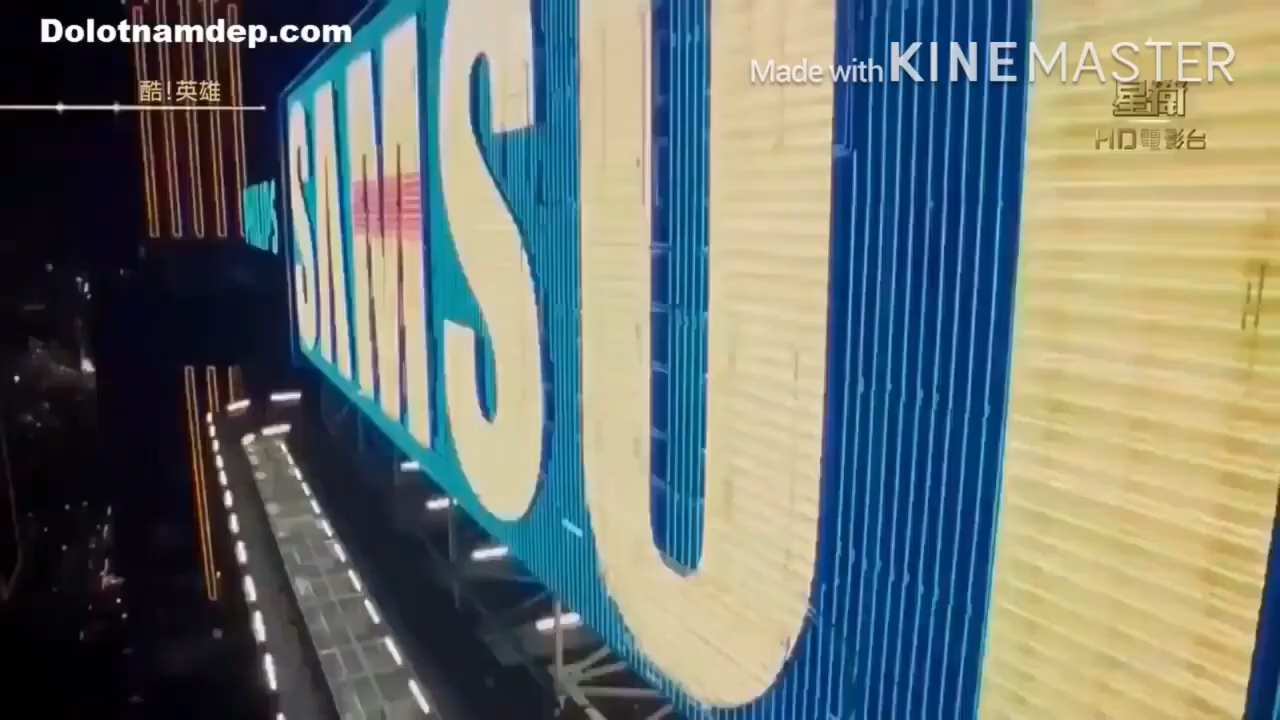 Dolotnamdep.com
Made with KINEMASTER
酷!英雄
星衛
HD電影台
SAMSU